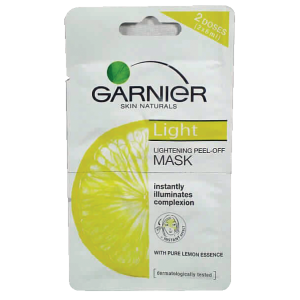 2 DOSES
GARNIER
SKIN NATURALS
Light
LIGHTENING PEEL-OFF
MASK
instantly
illuminates
complexion
WITH PURE LEMON ESSENCE
dermatologically tested.